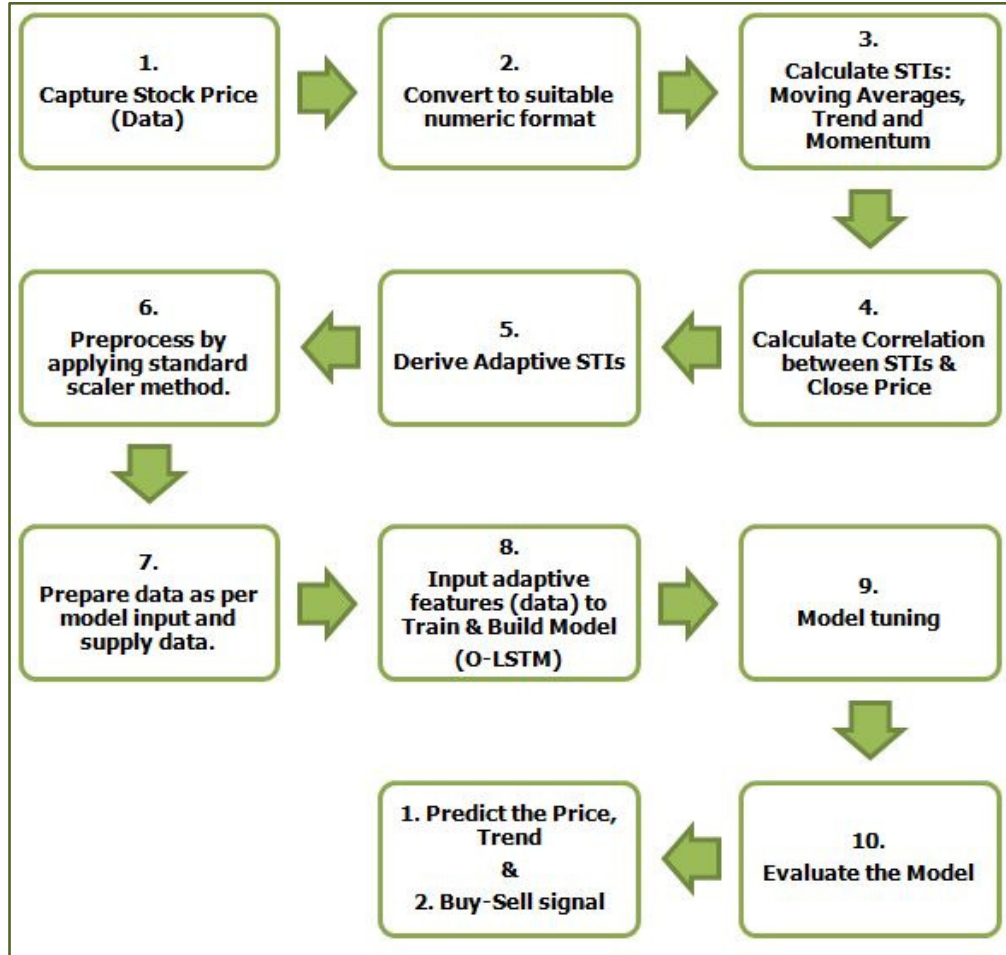 1.
Capture Stock Price
(Data)
2.
Convert to suitable
numeric format
3.
Calculate STIs:
Moving Averages,
Trend and
Momentum
4.
Calculate Correlation
between STIs &
Close Price
5.
Derive Adaptive STIs
6.
Preprocess by
applying standard
scaler method.
7.
Prepare data as per
model input and
supply data.
8.
Input adaptive
features (data) to
Train & Build Model
(O-LSTM)
9.
Model tuning
10.
Evaluate the Model
1. Predict the Price,
Trend
&
2. Buy-Sell signal